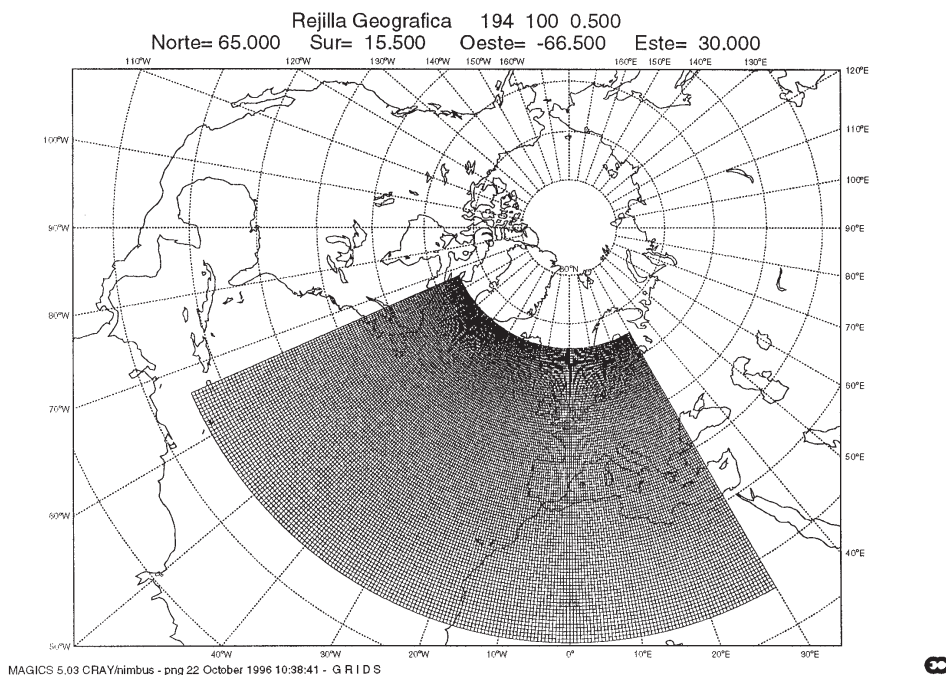 Rejilla Geografica 194 100 0.500
Norte= 65.000 Sur= 15.500 Oeste= -66.500 Este= 30.000
110°W 120°W 130°W 140°W 150°W 160°W 160°E 150°E 140°E 130°E
120°E
110°E
100°W
100°E
90°W 90°E
80°N
80°E
80°W
70°E
60°E
70°W
50°E
60°W
40°E
50°W
40°W 30°W 20°W 10°W 0° 10°E 20°E 30°E
MAGICS 5.03 CRAY/nimbus - png 22 October 1996 10:38:41 - G R I D S